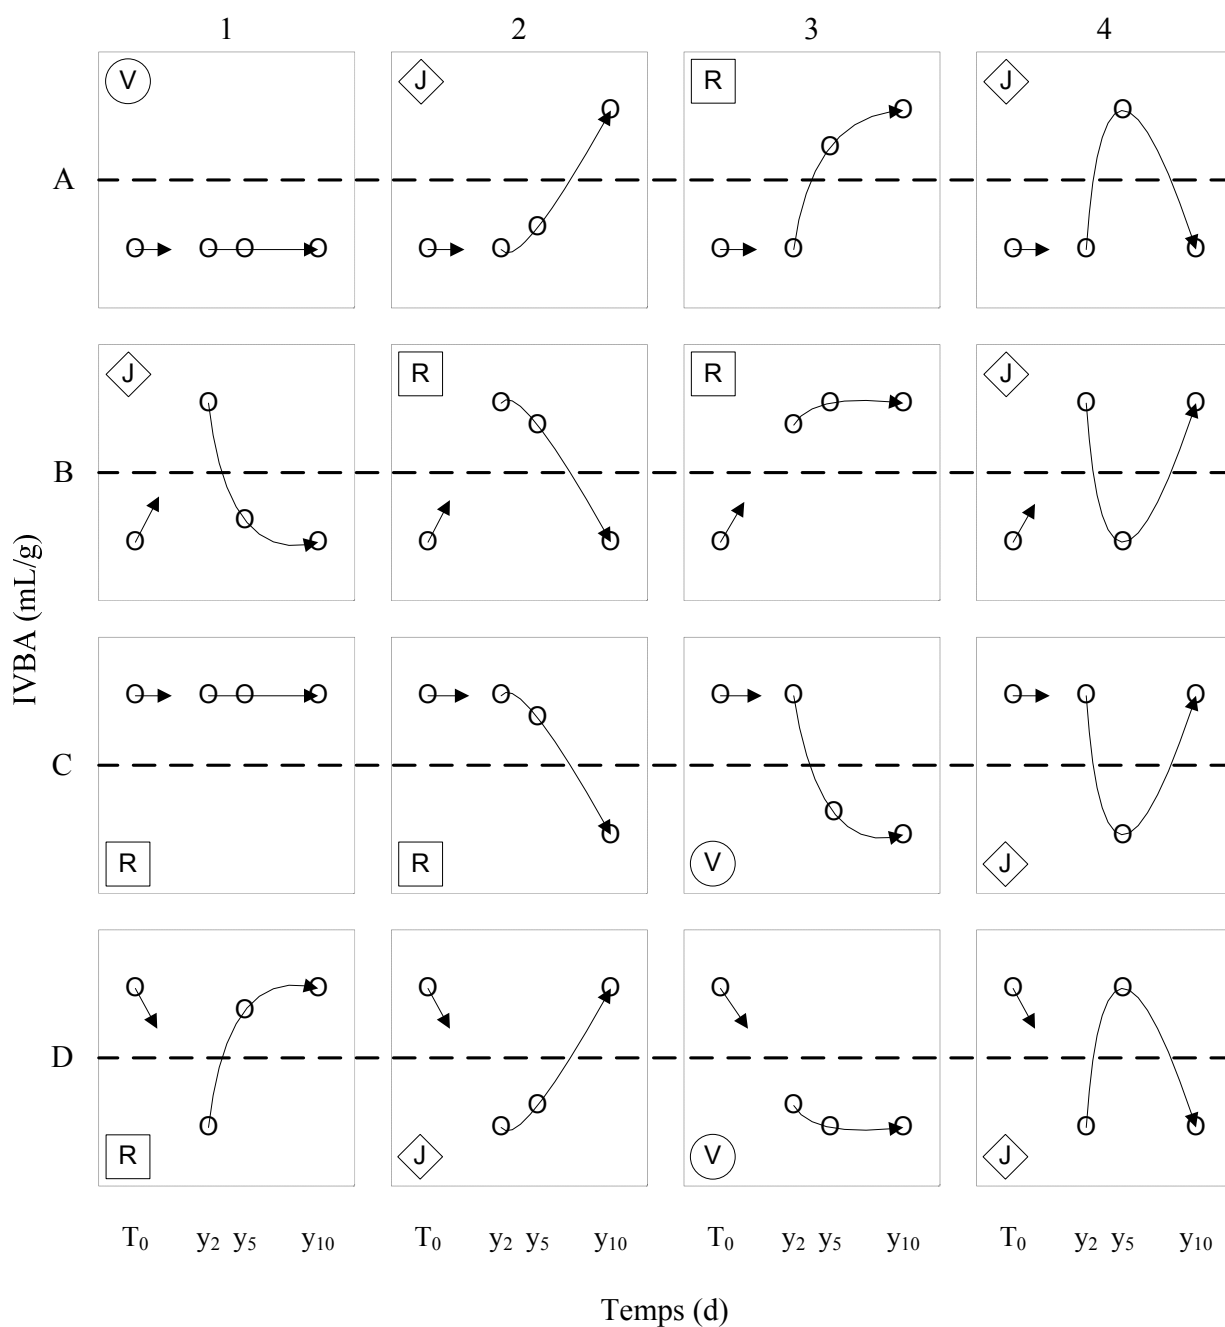 1 2 3 4
V J R J
A
J R R J
B
IVBA (mL/g)
C
R R V J
D
R J V J
T₀ y₂ y₅ y₁₀ T₀ y₂ y₅ y₁₀ T₀ y₂ y₅ y₁₀ T₀ y₂ y₅ y₁₀
Temps (d)